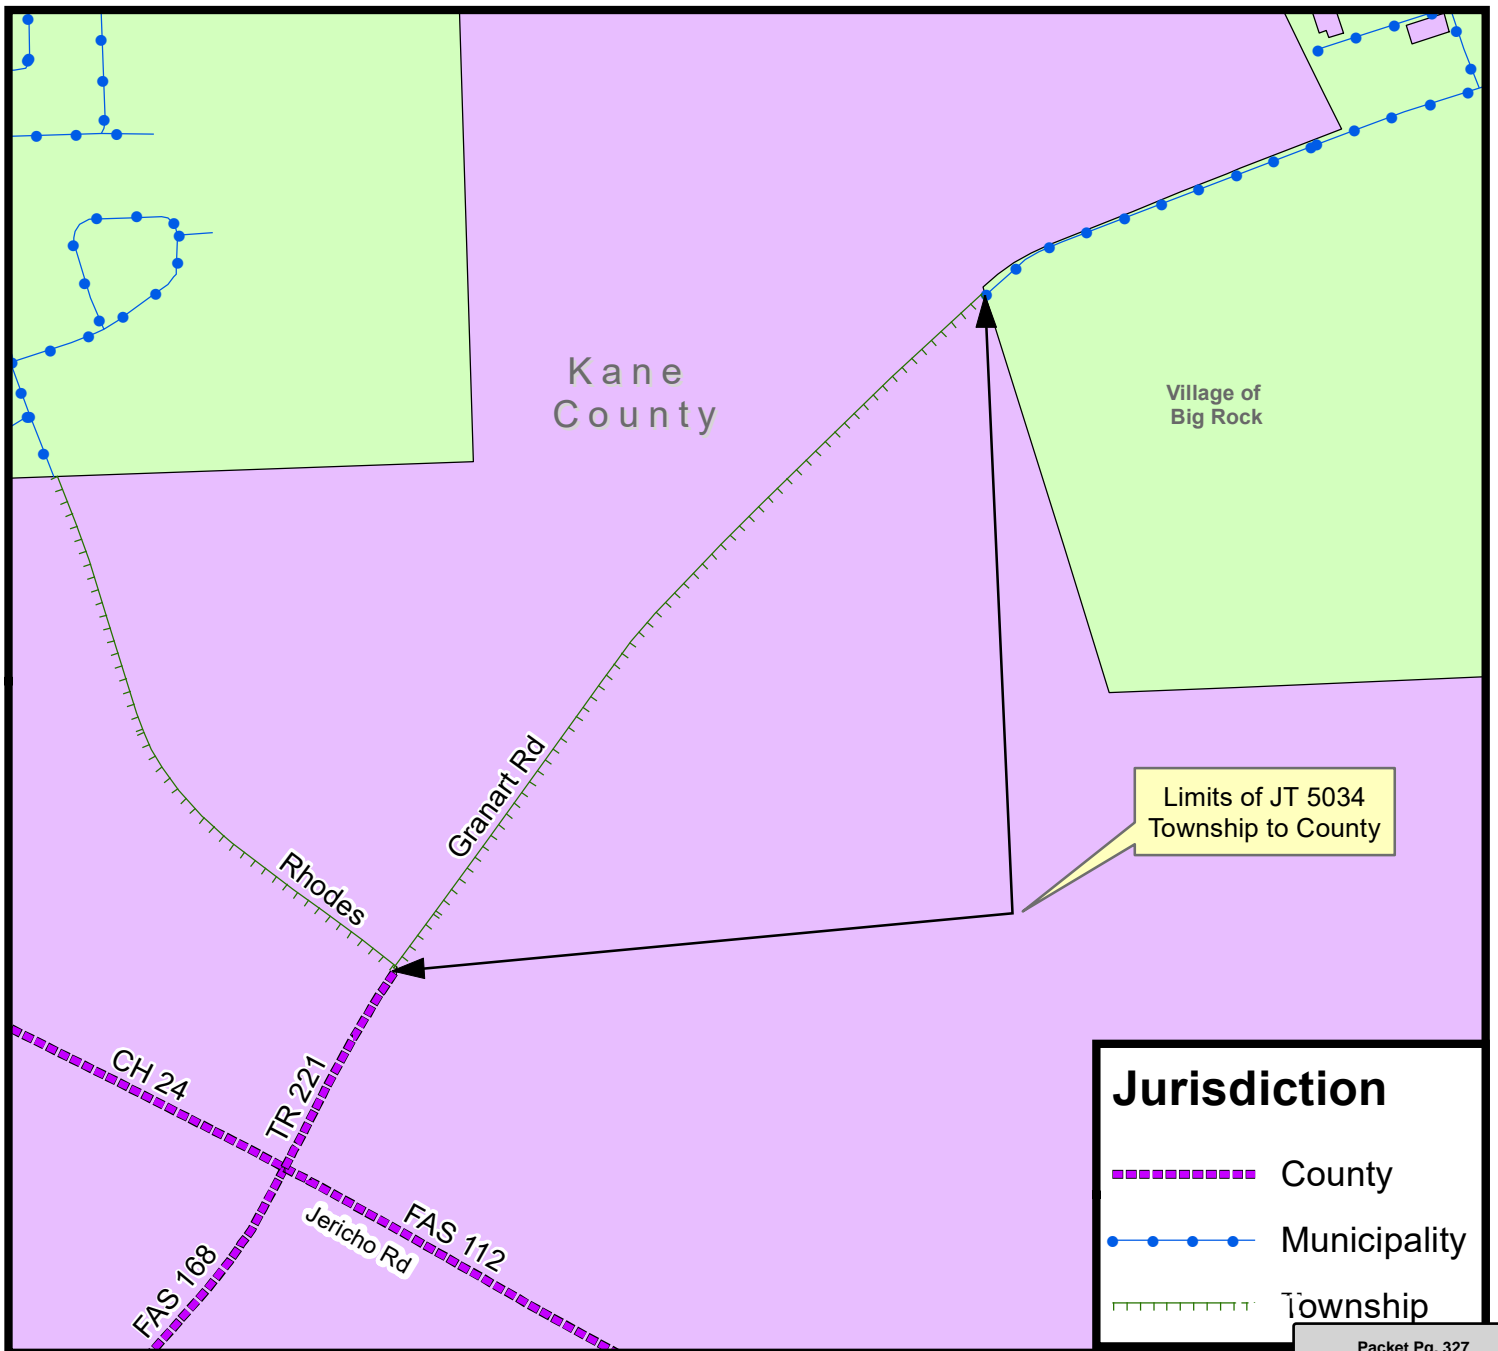 Kane
County
Village of
Big Rock
Granart Rd
Limits of JT 5034
Township to County
Rhodes
CH 24
TR 221
Jericho Rd
FAS 112
FAS 168
Jurisdiction
County
Municipality
Township
Packet Pg. 327